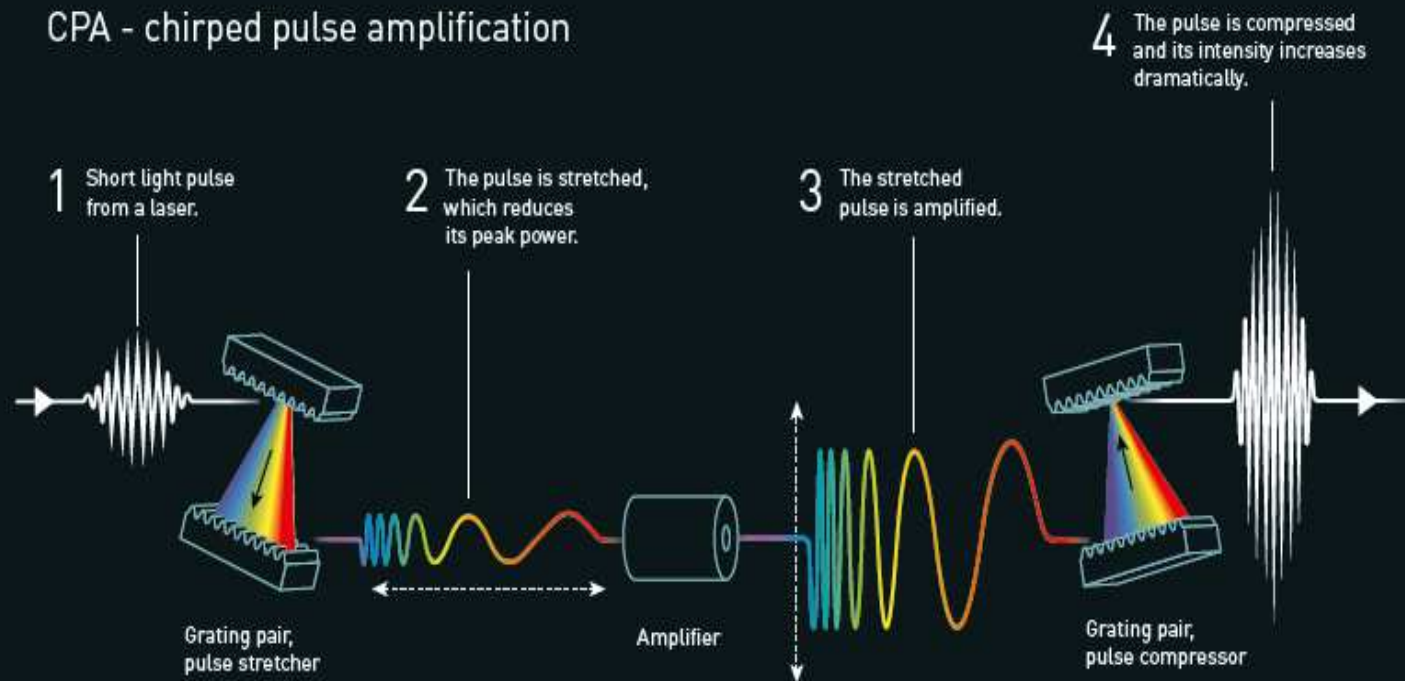 CPA - chirped pulse amplification
1 Short light pulse
from a laser.
2 The pulse is stretched,
which reduces
its peak power.
3 The stretched
pulse is amplified.
4 The pulse is compressed
and its intensity increases
dramatically.
Grating pair,
pulse stretcher
Amplifier
Grating pair,
pulse compressor